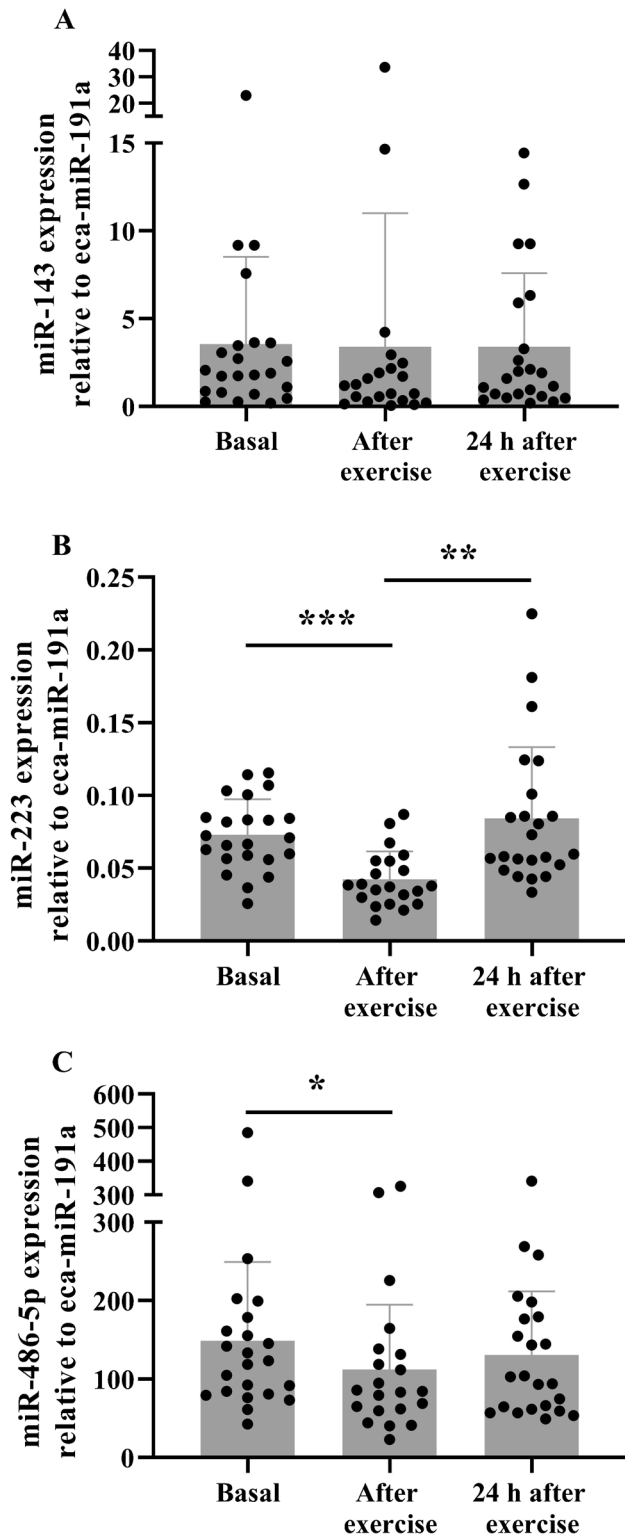 A
miR-143 expression
relative to eca-miR-191a
40
30
20
15
10
5
0
Basal
After
exercise
24 h after
exercise
B
miR-223 expression
relative to eca-miR-191a
0.25
0.20
0.15
0.10
0.05
0.00
***
**
Basal
After
exercise
24 h after
exercise
C
miR-486-5p expression
relative to eca-miR-191a
600
500
400
300
300
200
100
0
*
Basal
After
exercise
24 h after
exercise